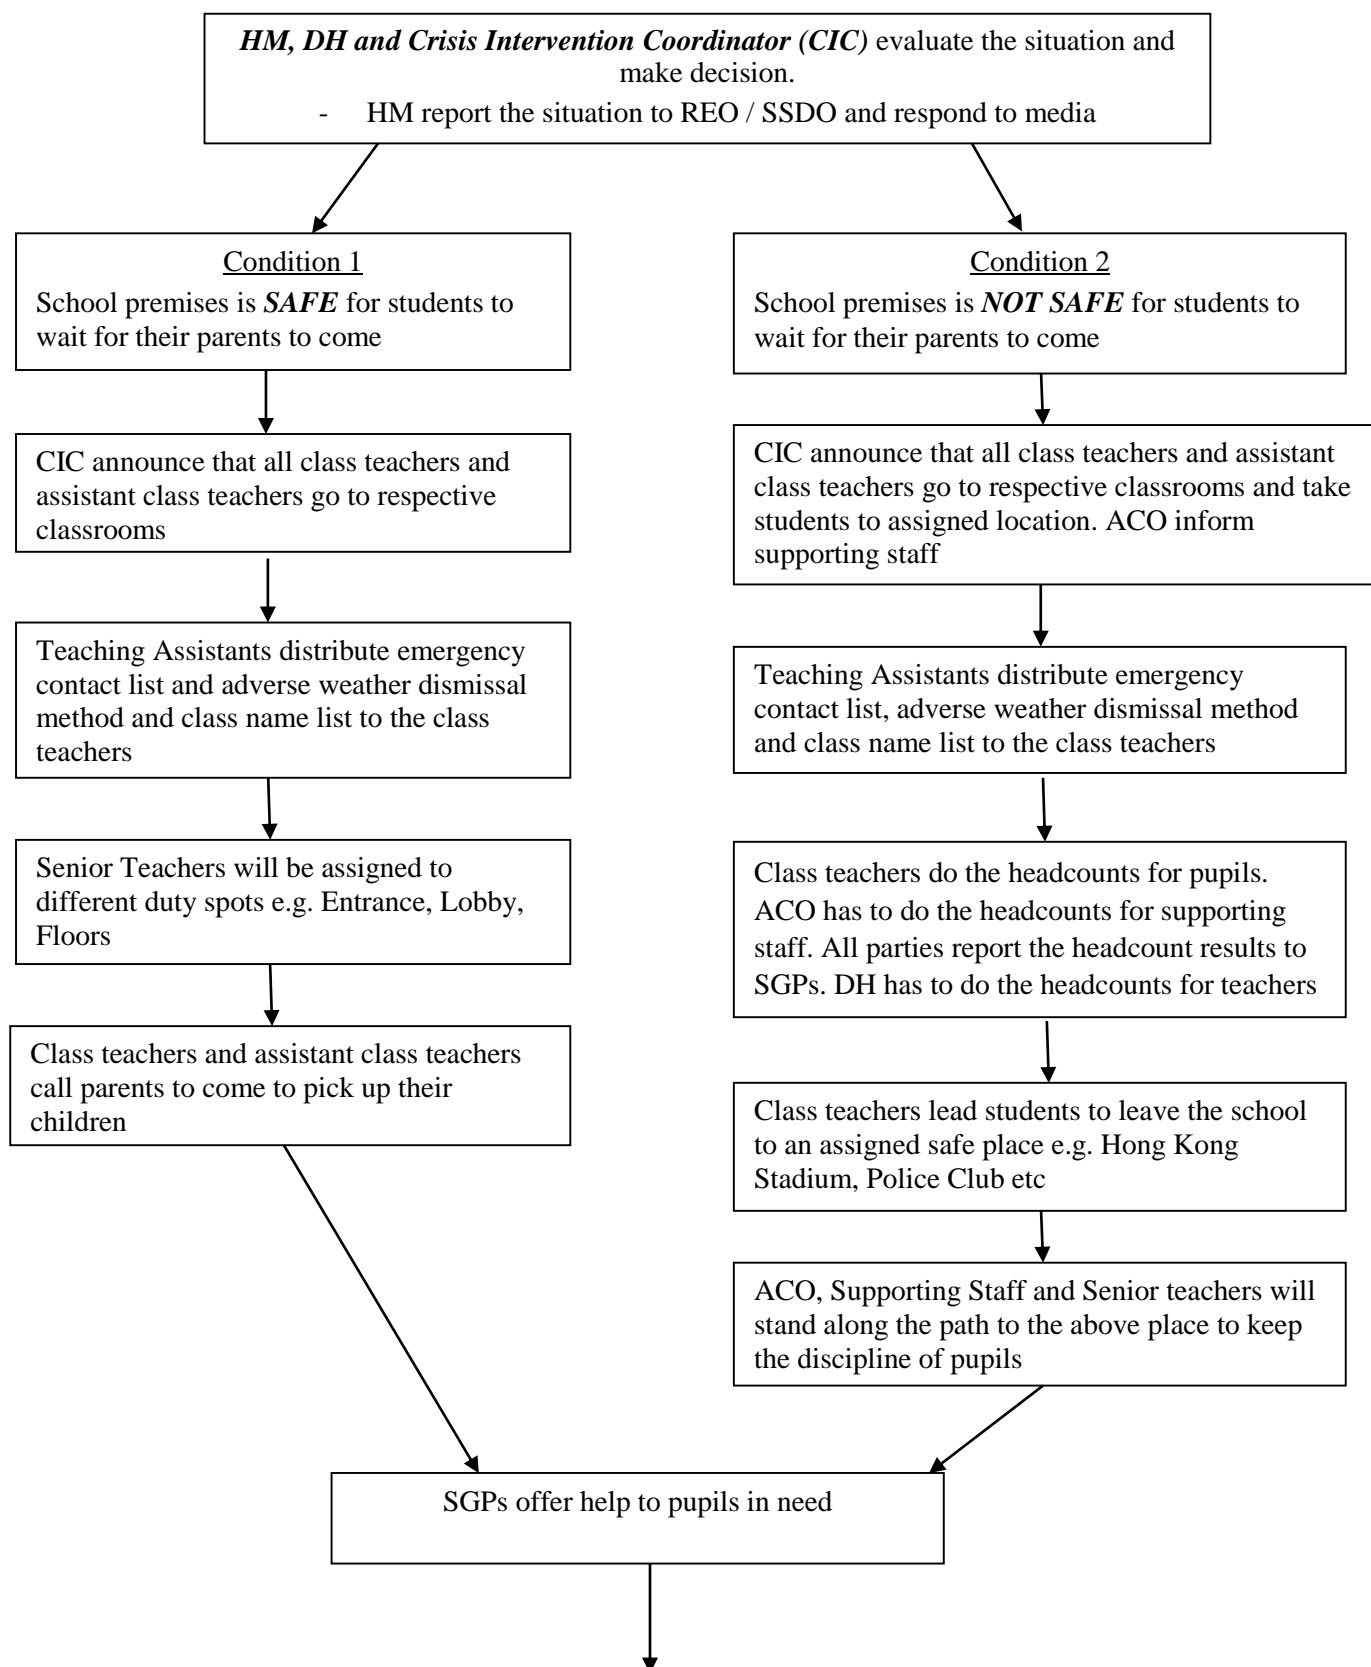 HM, DH and Crisis Intervention Coordinator (CIC) evaluate the situation and
make decision.
- HM report the situation to REO / SSDO and respond to media
Condition 1
School premises is SAFE for students to
wait for their parents to come
CIC announce that all class teachers and
assistant class teachers go to respective
classrooms
Teaching Assistants distribute emergency
contact list and adverse weather dismissal
method and class name list to the class
teachers
Senior Teachers will be assigned to
different duty spots e.g. Entrance, Lobby,
Floors
Class teachers and assistant class teachers
call parents to come to pick up their
children
Condition 2
School premises is NOT SAFE for students to
wait for their parents to come
CIC announce that all class teachers and assistant
class teachers go to respective classrooms and take
students to assigned location. ACO inform
supporting staff
Teaching Assistants distribute emergency
contact list, adverse weather dismissal method
and class name list to the class teachers
Class teachers do the headcounts for pupils.
ACO has to do the headcounts for supporting
staff. All parties report the headcount results to
SGPs. DH has to do the headcounts for teachers
Class teachers lead students to leave the school
to an assigned safe place e.g. Hong Kong
Stadium, Police Club etc
ACO, Supporting Staff and Senior teachers will
stand along the path to the above place to keep
the discipline of pupils
SGPs offer help to pupils in need